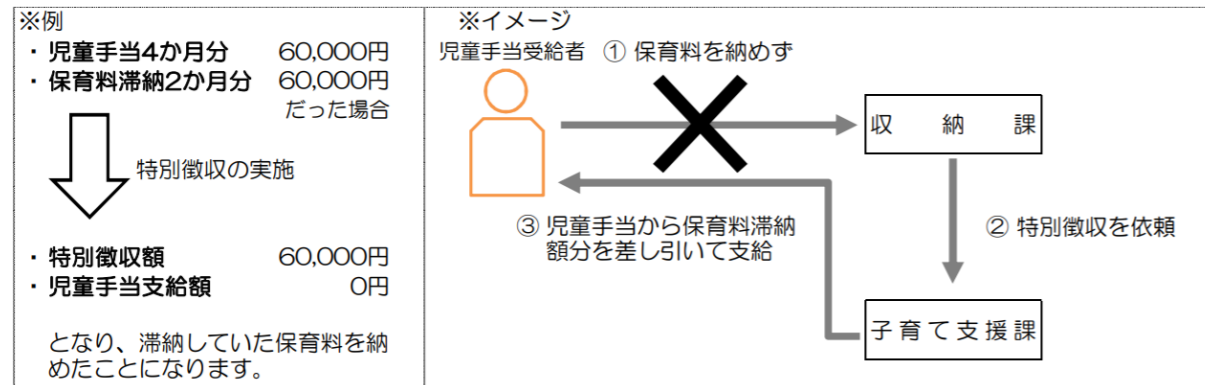 ※例
・児童手当4か月分 60,000円
・保育料滞納2か月分 60,000円
だった場合
特別徴収の実施
・特別徴収額 60,000円
・児童手当支給額 0円
となり、滞納していた保育料を納
めたことになります。
※イメージ
児童手当受給者 ① 保育料を納めず
収納課
② 特別徴収を依頼
③ 児童手当から保育料滞納
額分を差し引いて支給
子育て支援課